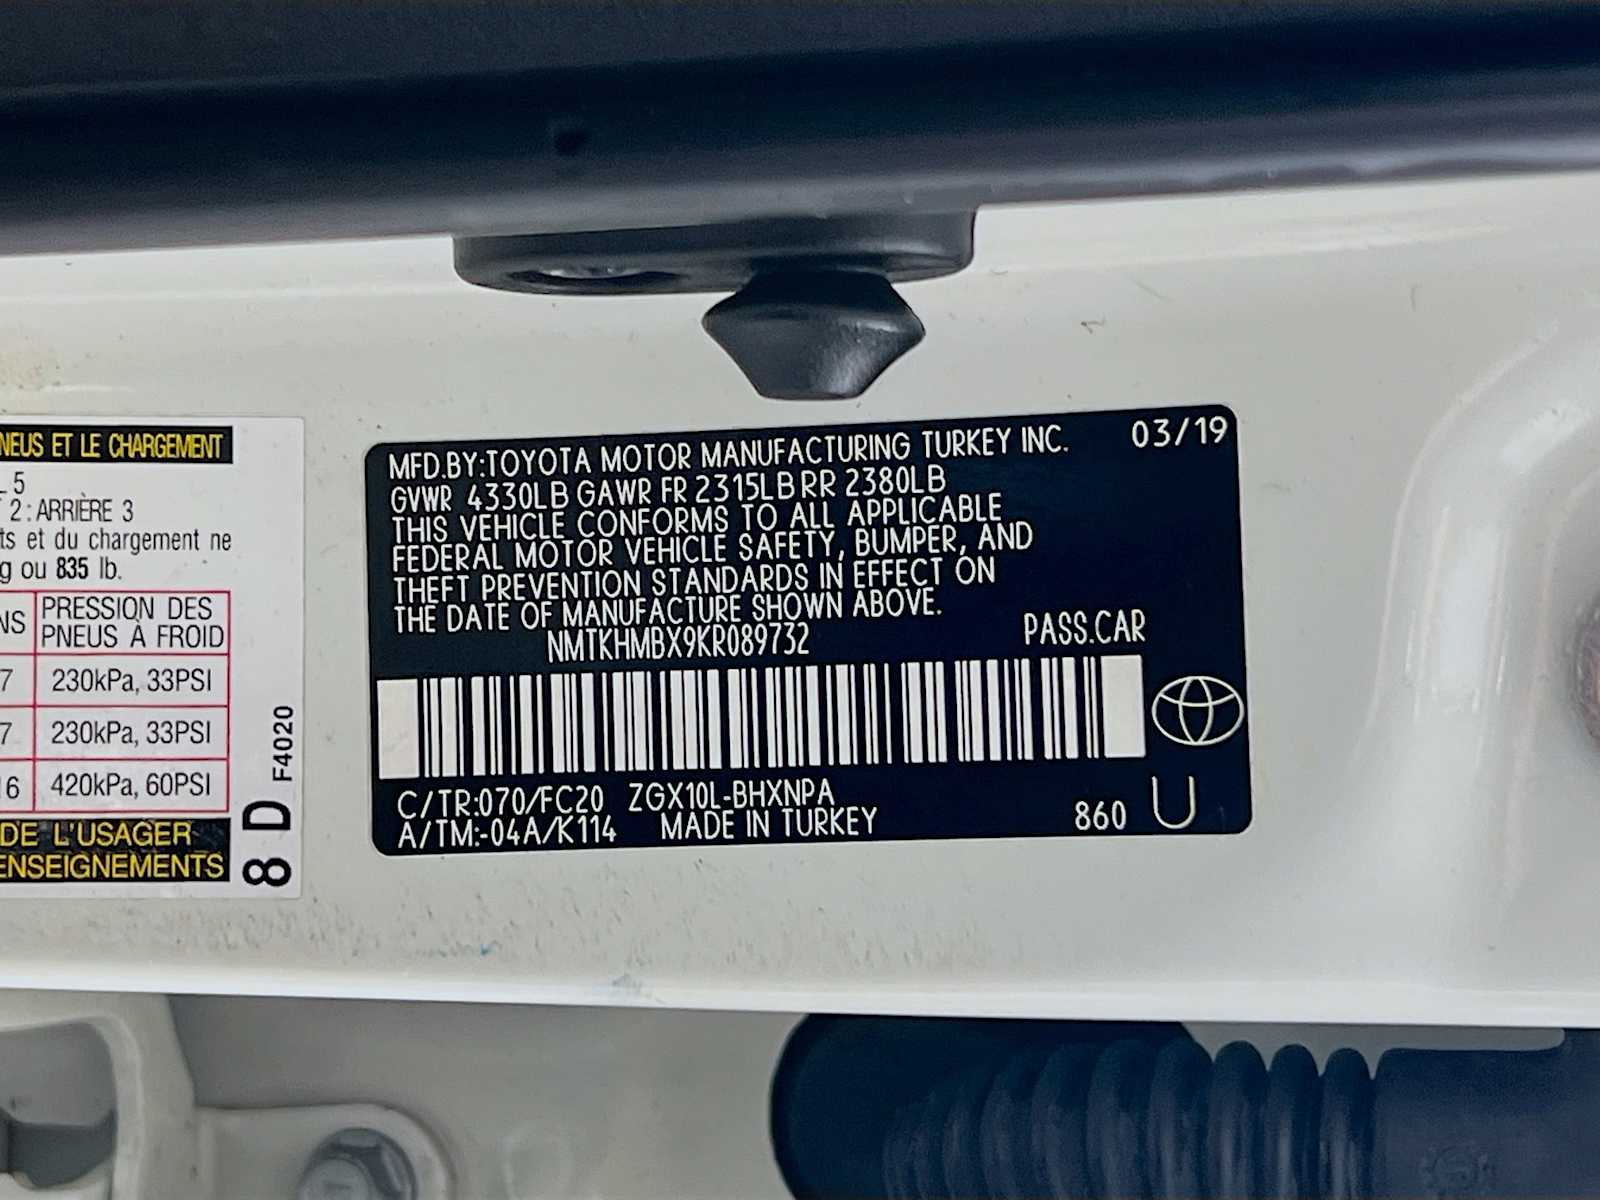 NEUS ET LE CHARGEMENT
5
2 : ARRIÈRE 3
ts et du chargement ne
g ou 835 lb.
NS PRESSION DES PNEUS À FROID
7 230kPa, 33PSI
7 230kPa, 33PSI
16 420kPa, 60PSI
DE L'USAGER
ENSEIGNEMENTS
8 D F4020
MFD.BY:TOYOTA MOTOR MANUFACTURING TURKEY INC. 03/19
GVWR 4330LB GAWR FR 2315LB RR 2380LB
THIS VEHICLE CONFORMS TO ALL APPLICABLE
FEDERAL MOTOR VEHICLE SAFETY, BUMPER, AND
THEFT PREVENTION STANDARDS IN EFFECT ON
THE DATE OF MANUFACTURE SHOWN ABOVE.
NMTKHMBX9KR089732 PASS.CAR
C/TR:070/FC20 ZGX10L-BHXNPA
A/TM:-04A/K114 MADE IN TURKEY 860 U